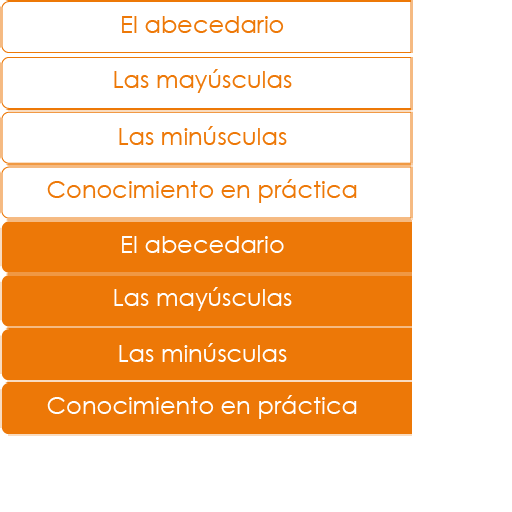 El abecedario
Las mayúsculas
Las minúsculas
Conocimiento en práctica
El abecedario
Las mayúsculas
Las minúsculas
Conocimiento en práctica